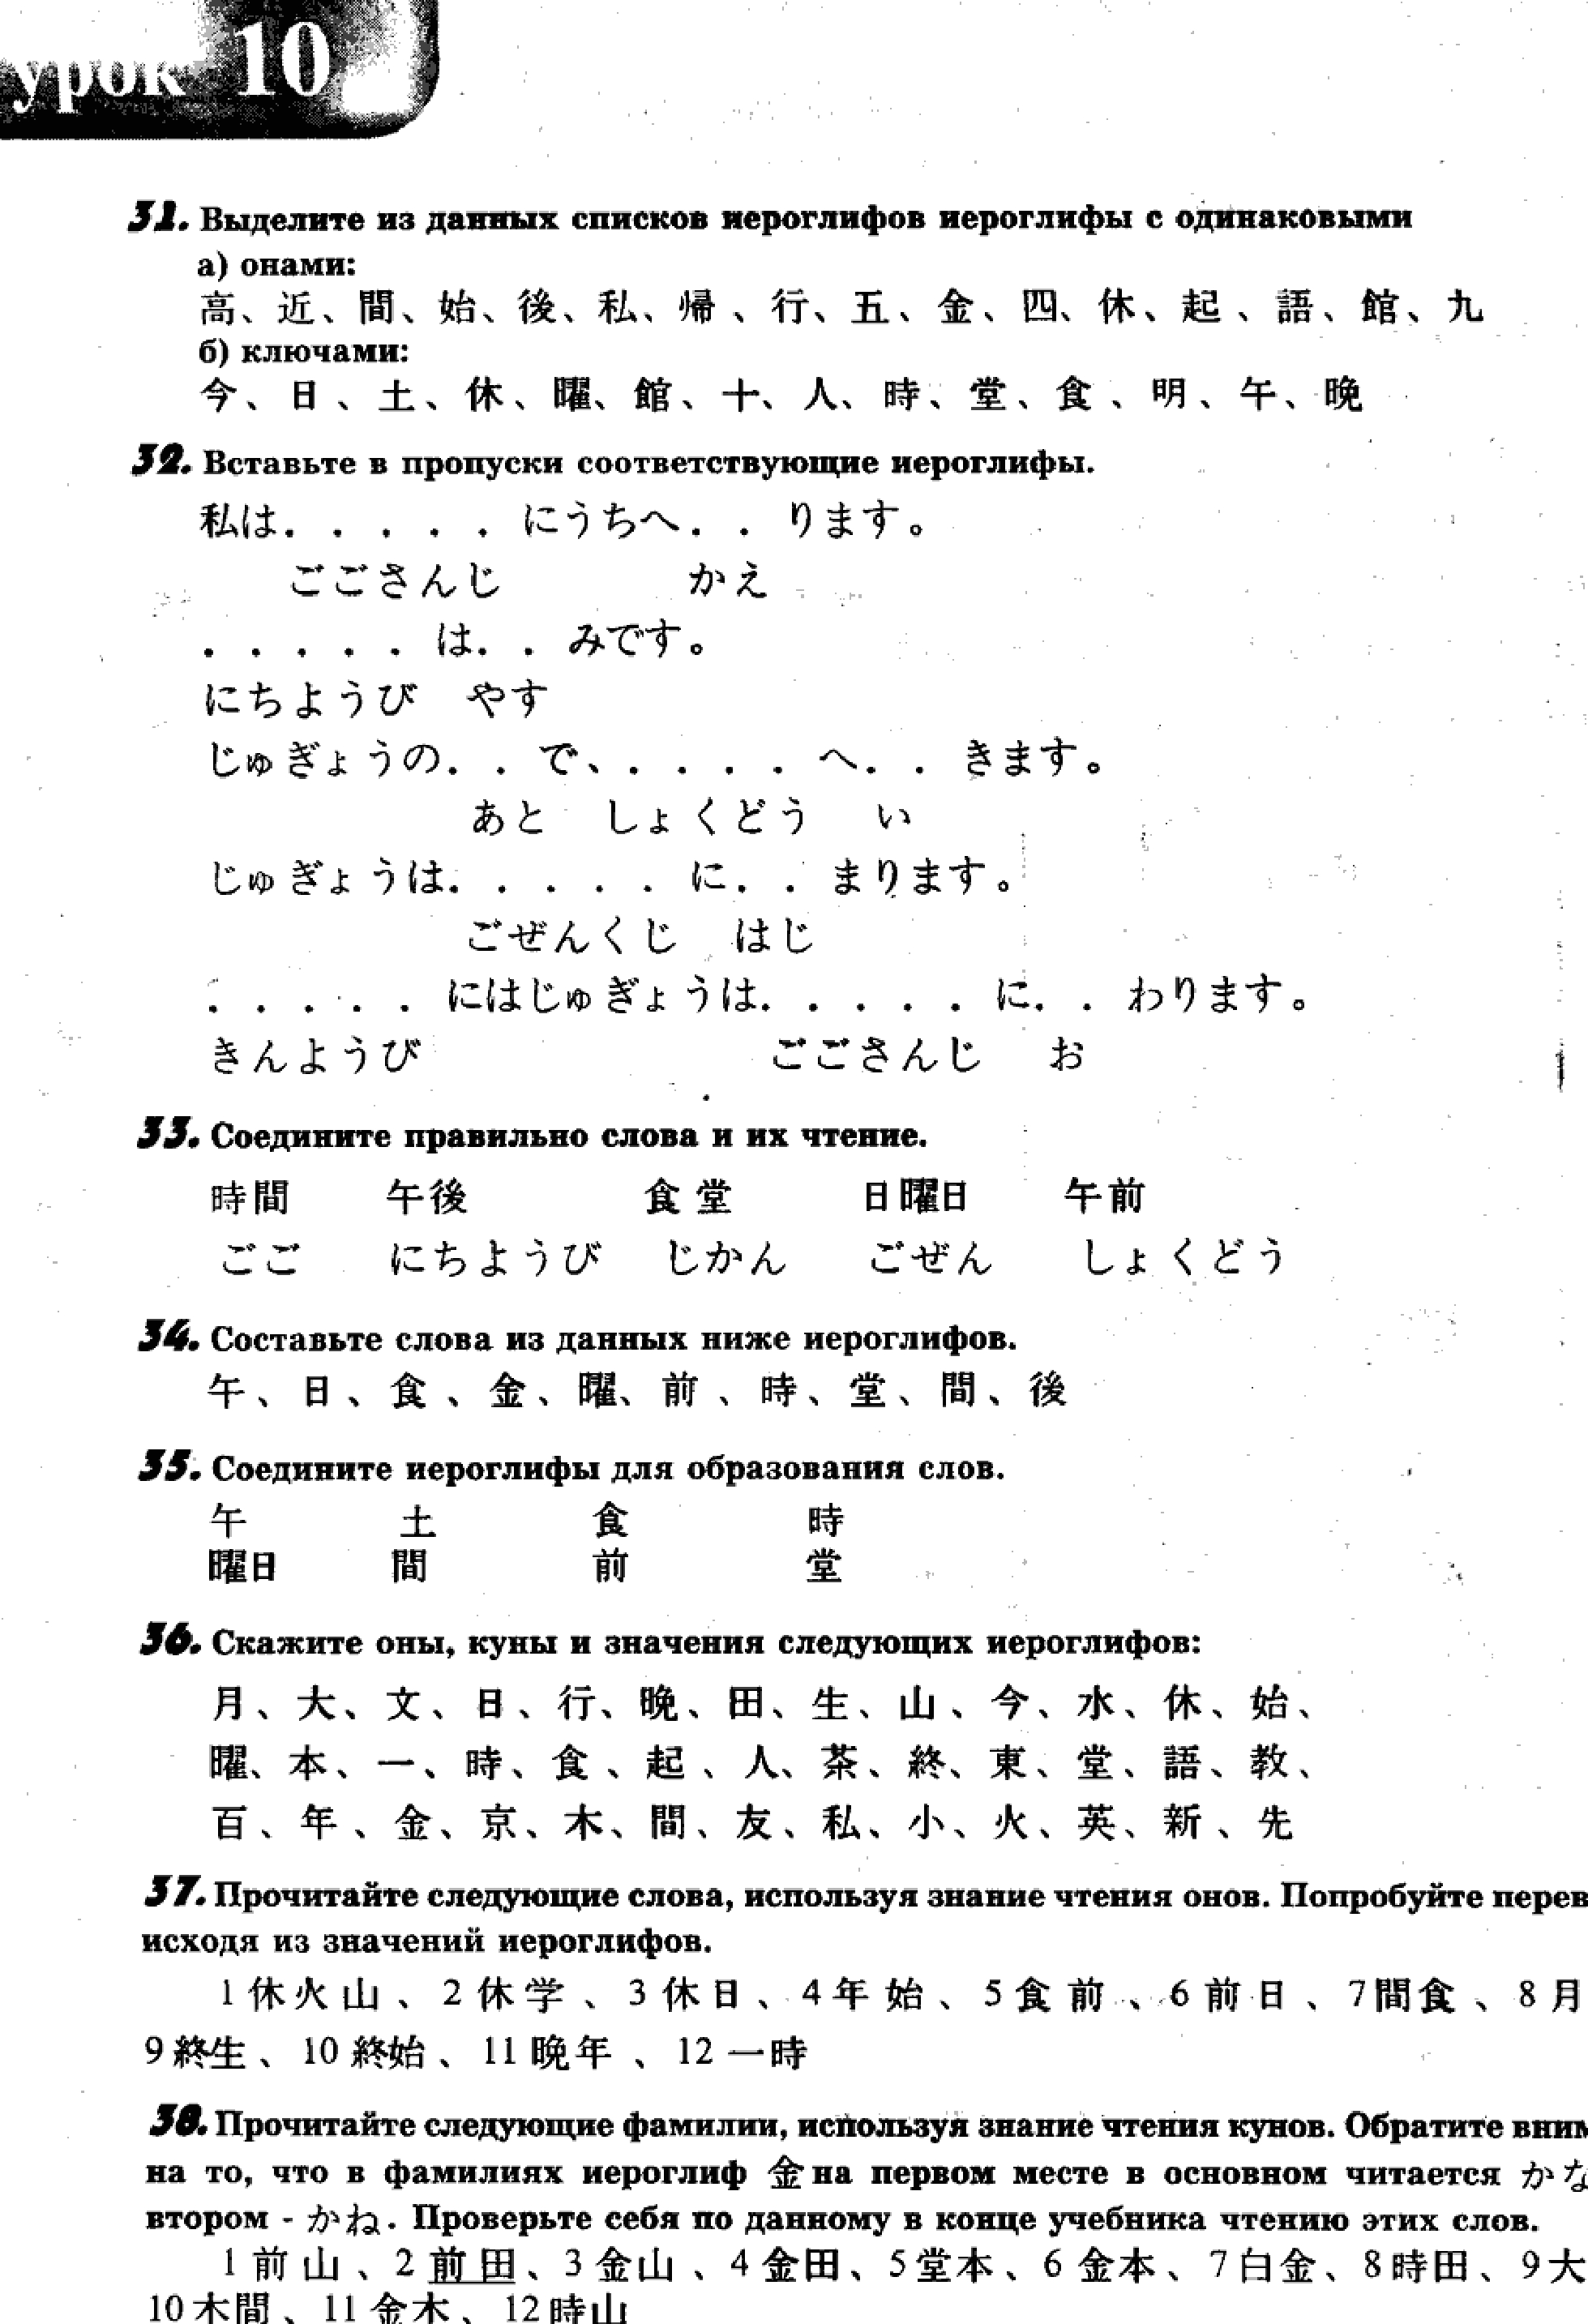 урок 10
31. Выделите из данных списков иероглифов иероглифы с одинаковыми
а) онами:
高、近、間、始、後、私、帰、行、五、金、四、休、起、語、館、九
б) ключами:
今、日、土、休、曜、館、十、人、時、堂、食、明、午、晩
32. Вставьте в пропуски соответствующие иероглифы.
私は. . . . . にうちへ. . ります。
ごごさんじ かえ
. . . . . は. . みです。
にちようび やす
じゅぎょうの. . で、. . . . へ. . きます。
あと しょくどう い
じゅぎょうは. . . . . に. . まります。
ごぜんくじ はじ
. . . . . にはじゅぎょうは. . . . . に. . わります。
きんようび ごごさんじ お
33. Соедините правильно слова и их чтение.
時間 午後 食堂 日曜日 午前
ごご にちようび じかん ごぜん しょくどう
34. Составьте слова из данных ниже иероглифов.
午、日、食、金、曜、前、時、堂、間、後
35. Соедините иероглифы для образования слов.
午 土 食 時
曜日 間 前 堂
36. Скажите оны, куны и значения следующих иероглифов:
月、大、文、日、行、晩、田、生、山、今、水、休、始、
曜、本、一、時、食、起、人、茶、終、東、堂、語、教、
百、年、金、京、木、間、友、私、小、火、英、新、先
37. Прочитайте следующие слова, используя знание чтения онов. Попробуйте перев
исходя из значений иероглифов.
1休火山、2休学、3休日、4年始、5食前、6前日、7間食、8月
9終生、10終始、11晩年、12一時
38. Прочитайте следующие фамилии, используя знание чтения кунов. Обратите вним
на то, что в фамилиях иероглиф 金 на первом месте в основном читается かな
втором - かね. Проверьте себя по данному в конце учебника чтению этих слов.
1前山、2前田、3金山、4金田、5堂本、6金本、7白金、8時田、9大
10木間、11金木、12時山